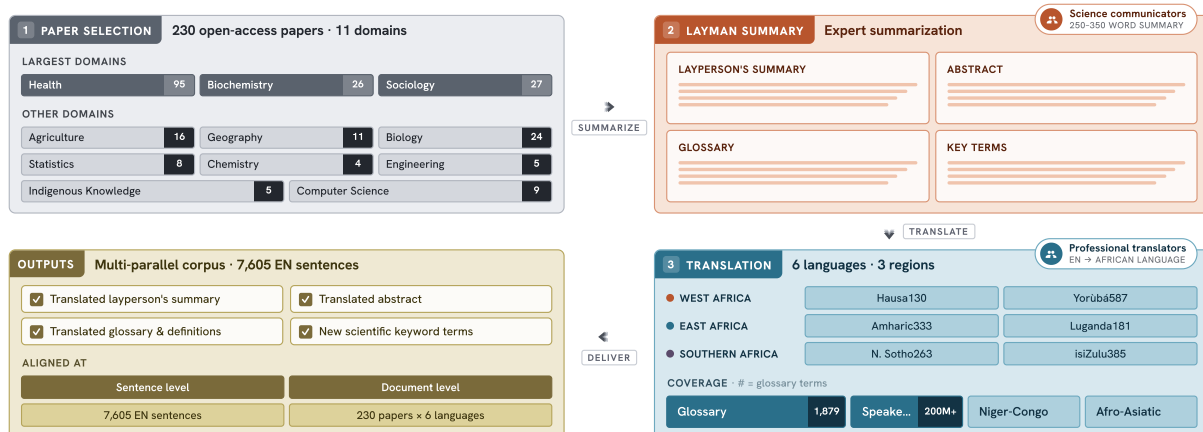 1 PAPER SELECTION 230 open-access papers · 11 domains
LARGEST DOMAINS
Health 95 Biochemistry 26 Sociology 27
OTHER DOMAINS
Agriculture 16 Geography 11 Biology 24
Statistics 8 Chemistry 4 Engineering 5
Indigenous Knowledge 5 Computer Science 9
SUMMARIZE
2 LAYMAN SUMMARY Expert summarization
Science communicators
250-350 WORD SUMMARY
LAYPERSON'S SUMMARY ABSTRACT
GLOSSARY KEY TERMS
TRANSLATE
3 TRANSLATION 6 languages · 3 regions
Professional translators
EN → AFRICAN LANGUAGE
WEST AFRICA Hausa130 Yorùbá587
EAST AFRICA Amharic333 Luganda181
SOUTHERN AFRICA N. Sotho263 isiZulu385
COVERAGE · # = glossary terms
Glossary 1,879 Speake... 200M+ Niger-Congo Afro-Asiatic
DELIVER
OUTPUTS Multi-parallel corpus · 7,605 EN sentences
Translated layperson's summary Translated abstract
Translated glossary & definitions New scientific keyword terms
ALIGNED AT
Sentence level Document level
7,605 EN sentences 230 papers × 6 languages